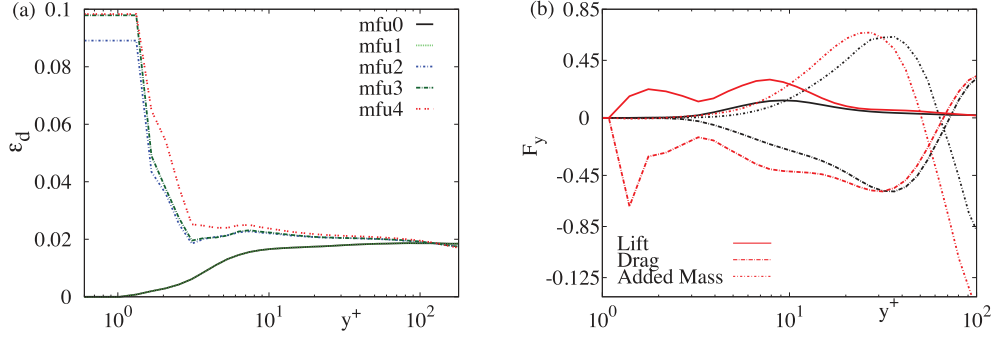 (a)
0.1
0.08
0.06
0.04
0.02
0
ε_d
10^0
10^1
y^+
10^2
mfu0
mfu1
mfu2
mfu3
mfu4
(b)
0.85
0.45
0
-0.45
-0.85
-0.125
F_y
Lift
Drag
Added Mass
10^0
10^1
y^+
10^2